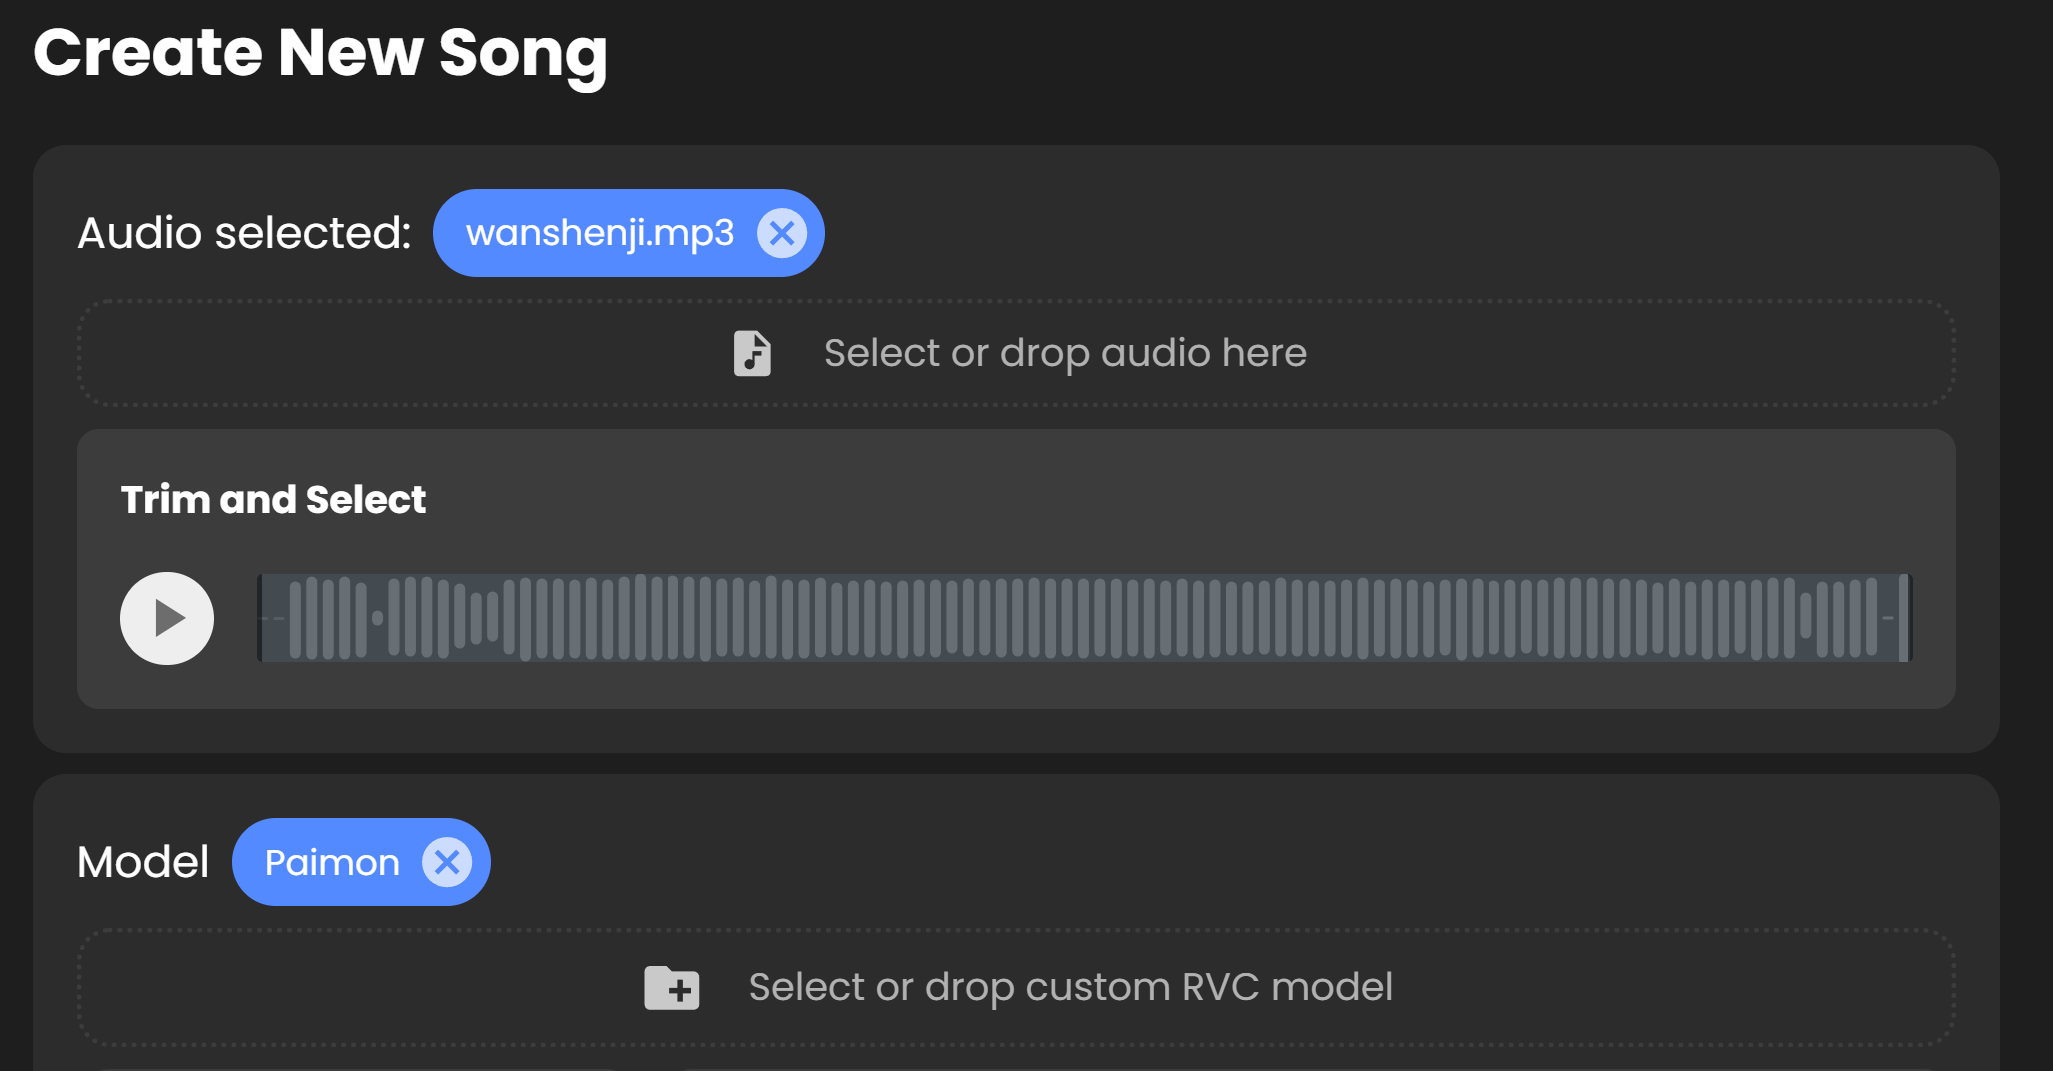 Create New Song
Audio selected: wanshenji.mp3
Select or drop audio here
Trim and Select
Model Paimon
Select or drop custom RVC model